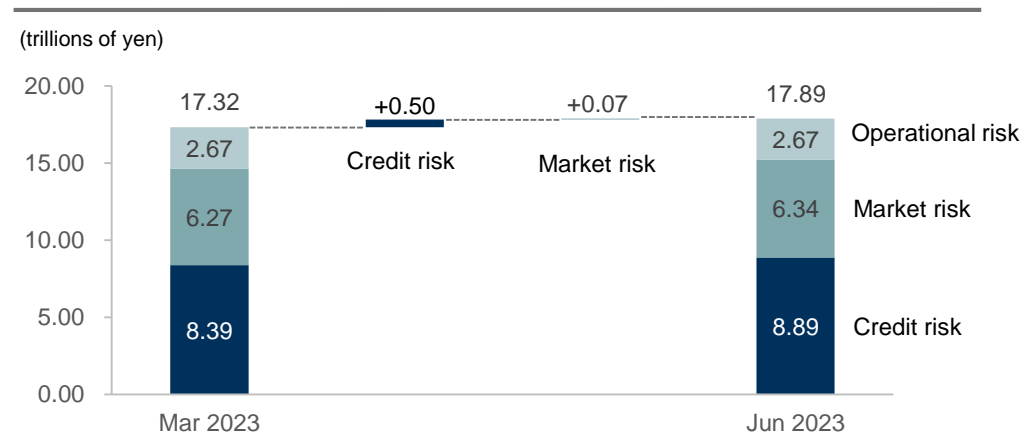 (trillions of yen)
20.00
15.00
10.00
5.00
0.00
17.32
2.67
6.27
8.39
Mar 2023
+0.50
Credit risk
+0.07
Market risk
17.89
2.67
6.34
8.89
Jun 2023
Operational risk
Market risk
Credit risk